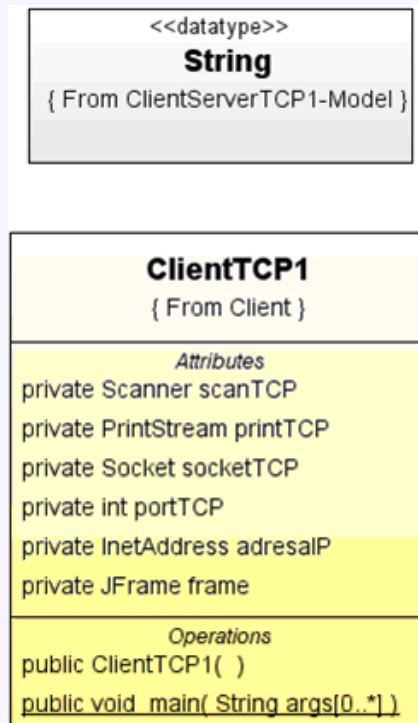 <<datatype>>
String
{ From ClientServerTCP1-Model }
ClientTCP1
{ From Client }
Attributes
private Scanner scanTCP
private PrintStream printTCP
private Socket socketTCP
private int portTCP
private InetAddress adresaIP
private JFrame frame
Operations
public ClientTCP1( )
public void main( String args[0..*] )